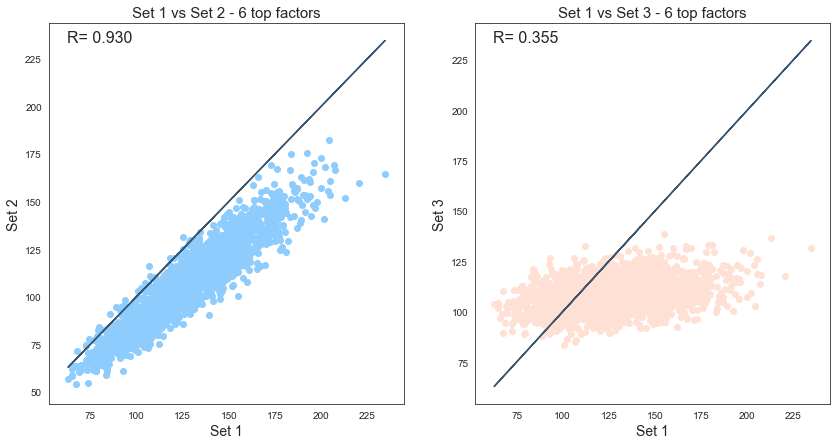 Set 1 vs Set 2 - 6 top factors
R= 0.930
225
200
175
150
125
100
75
50
Set 2
75 100 125 150 175 200 225
Set 1
Set 1 vs Set 3 - 6 top factors
R= 0.355
225
200
175
150
125
100
75
Set 3
75 100 125 150 175 200 225
Set 1